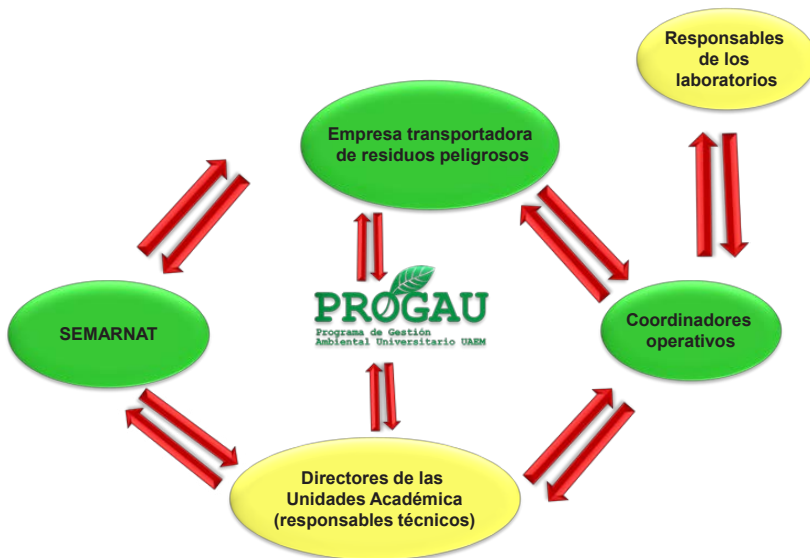 Responsables
de los
laboratorios
Empresa transportadora
de residuos peligrosos
PROGAU
Programa de Gestión
Ambiental Universitario UAEM
SEMARNAT
Coordinadores
operativos
Directores de las
Unidades Académica
(responsables técnicos)